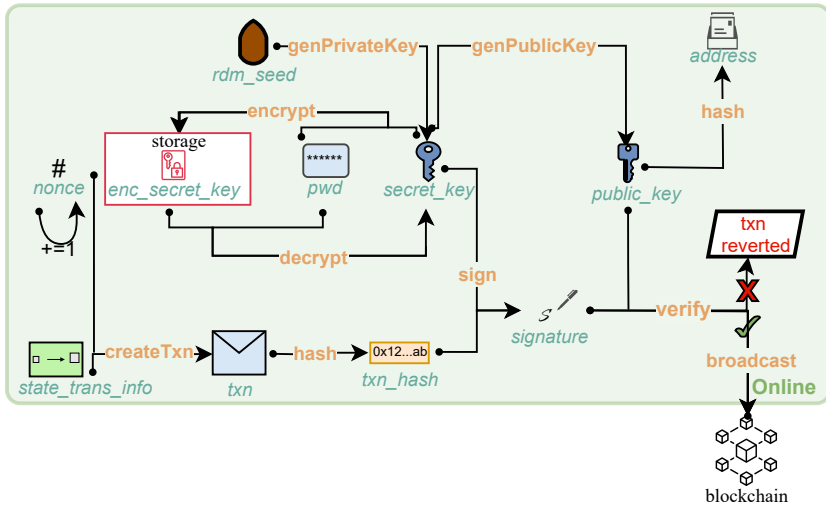 genPrivateKey
genPublicKey
rdm_seed
address
encrypt
hash
storage
******
#
nonce
enc_secret_key
pwd
secret_key
public_key
+=1
decrypt
txn
reverted
sign
X
verify
signature
createTxn
hash
0x12...ab
broadcast
state_trans_info
txn
txn_hash
Online
blockchain